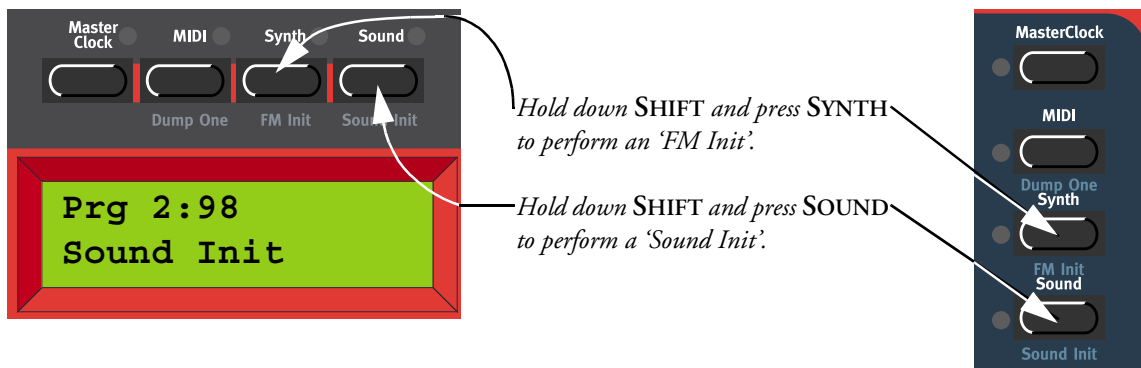 Master
Clock
MIDI
Synth
Sound
Dump One
FM Init
Sound Init
Prg 2:98
Sound Init
Hold down SHIFT and press SYNTH
to perform an ‘FM Init’.
Hold down SHIFT and press SOUND
to perform a ‘Sound Init’.
MasterClock
MIDI
Dump One
Synth
FM Init
Sound
Sound Init